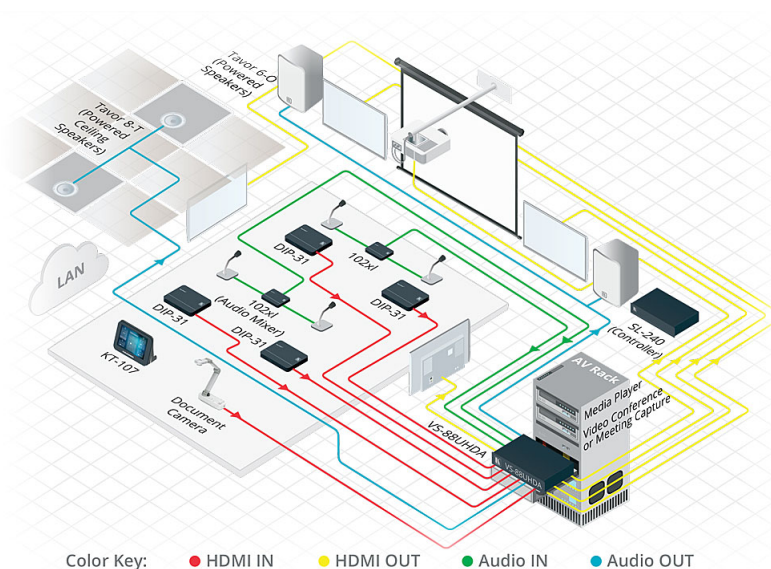 Tavor 6-O
(Powered
Speakers)
Tavor 8-T
(Powered
Ceiling
Speakers)
LAN
DIP-31
102xl
DIP-31
102xl
(Audio Mixer)
DIP-31
DIP-31
KT-107
Document
Camera
SL-240
(Controller)
AV Rack
Media Player
Video Conference
or Meeting Capture
VS-88UHDA
VS-88UHDA
Color Key:
HDMI IN
HDMI OUT
Audio IN
Audio OUT